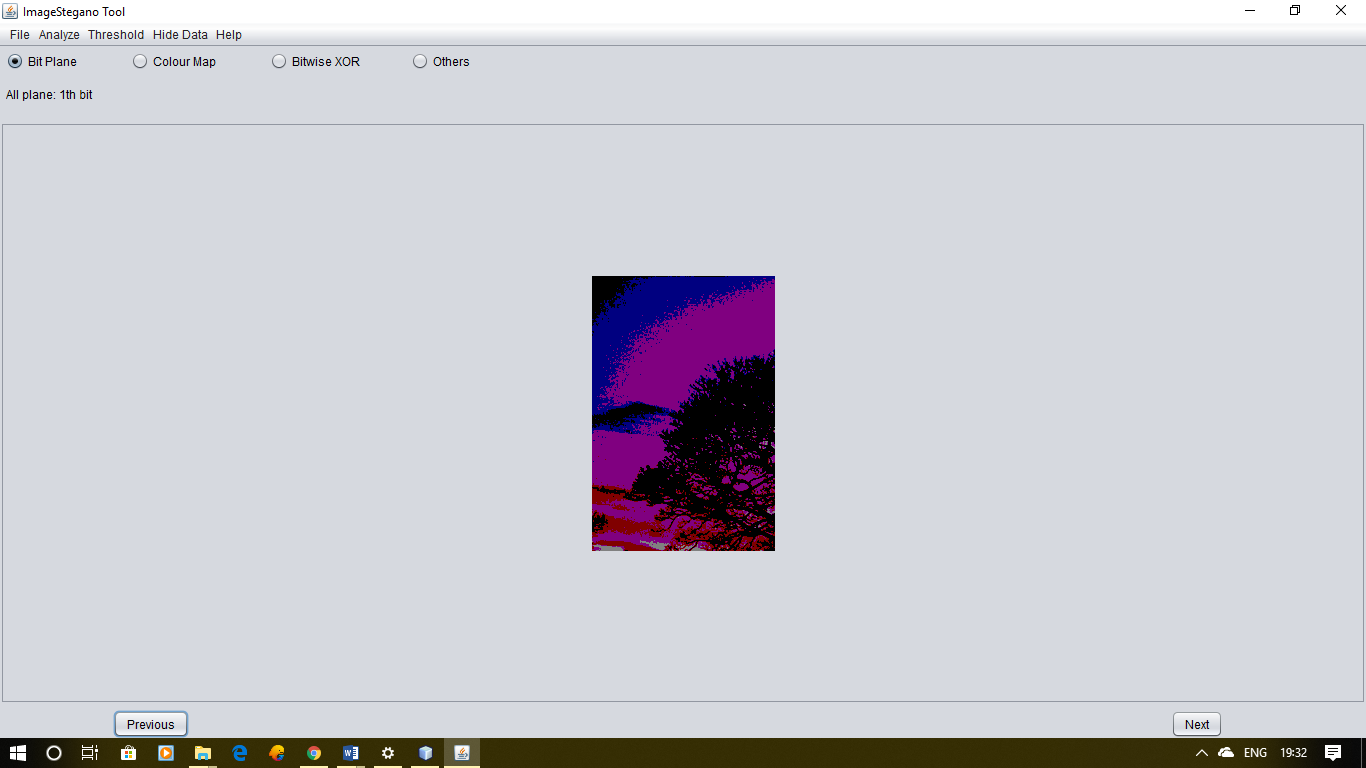 ImageStegano Tool
File Analyze Threshold Hide Data Help
Bit Plane Colour Map Bitwise XOR Others
All plane: 1th bit
Previous Next
ENG 19:32